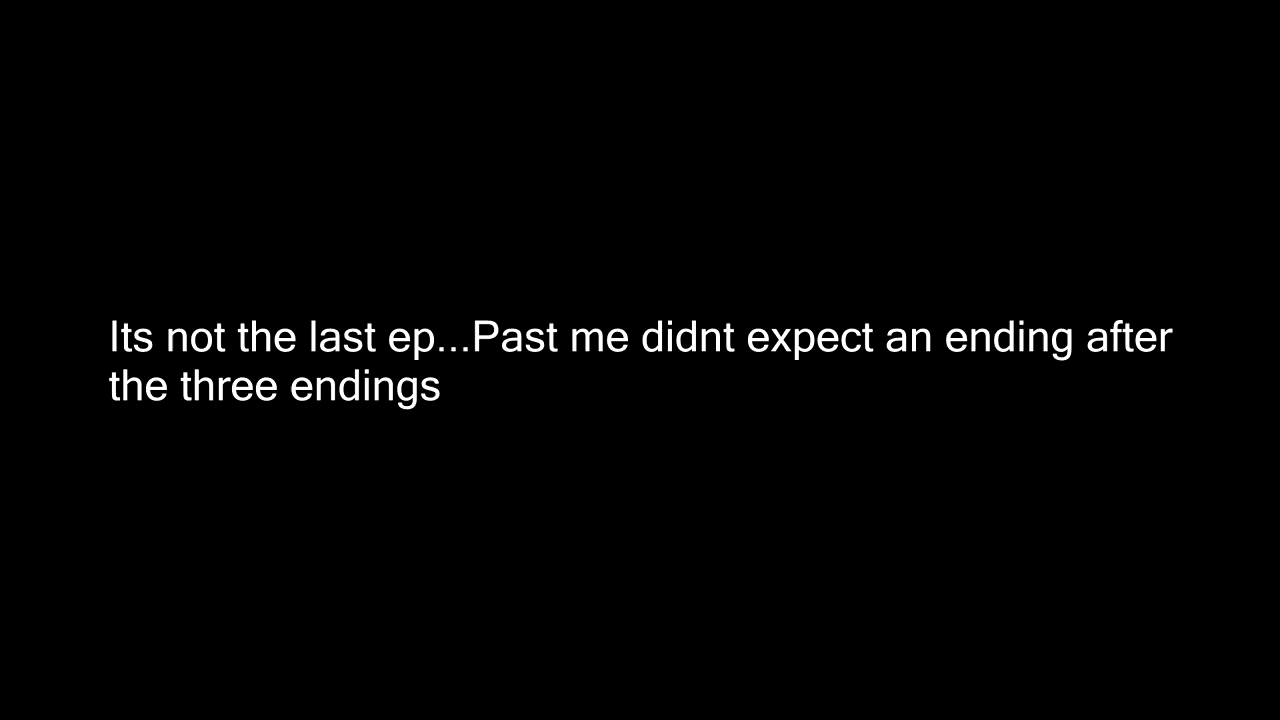 Its not the last ep...Past me didnt expect an ending after
the three endings